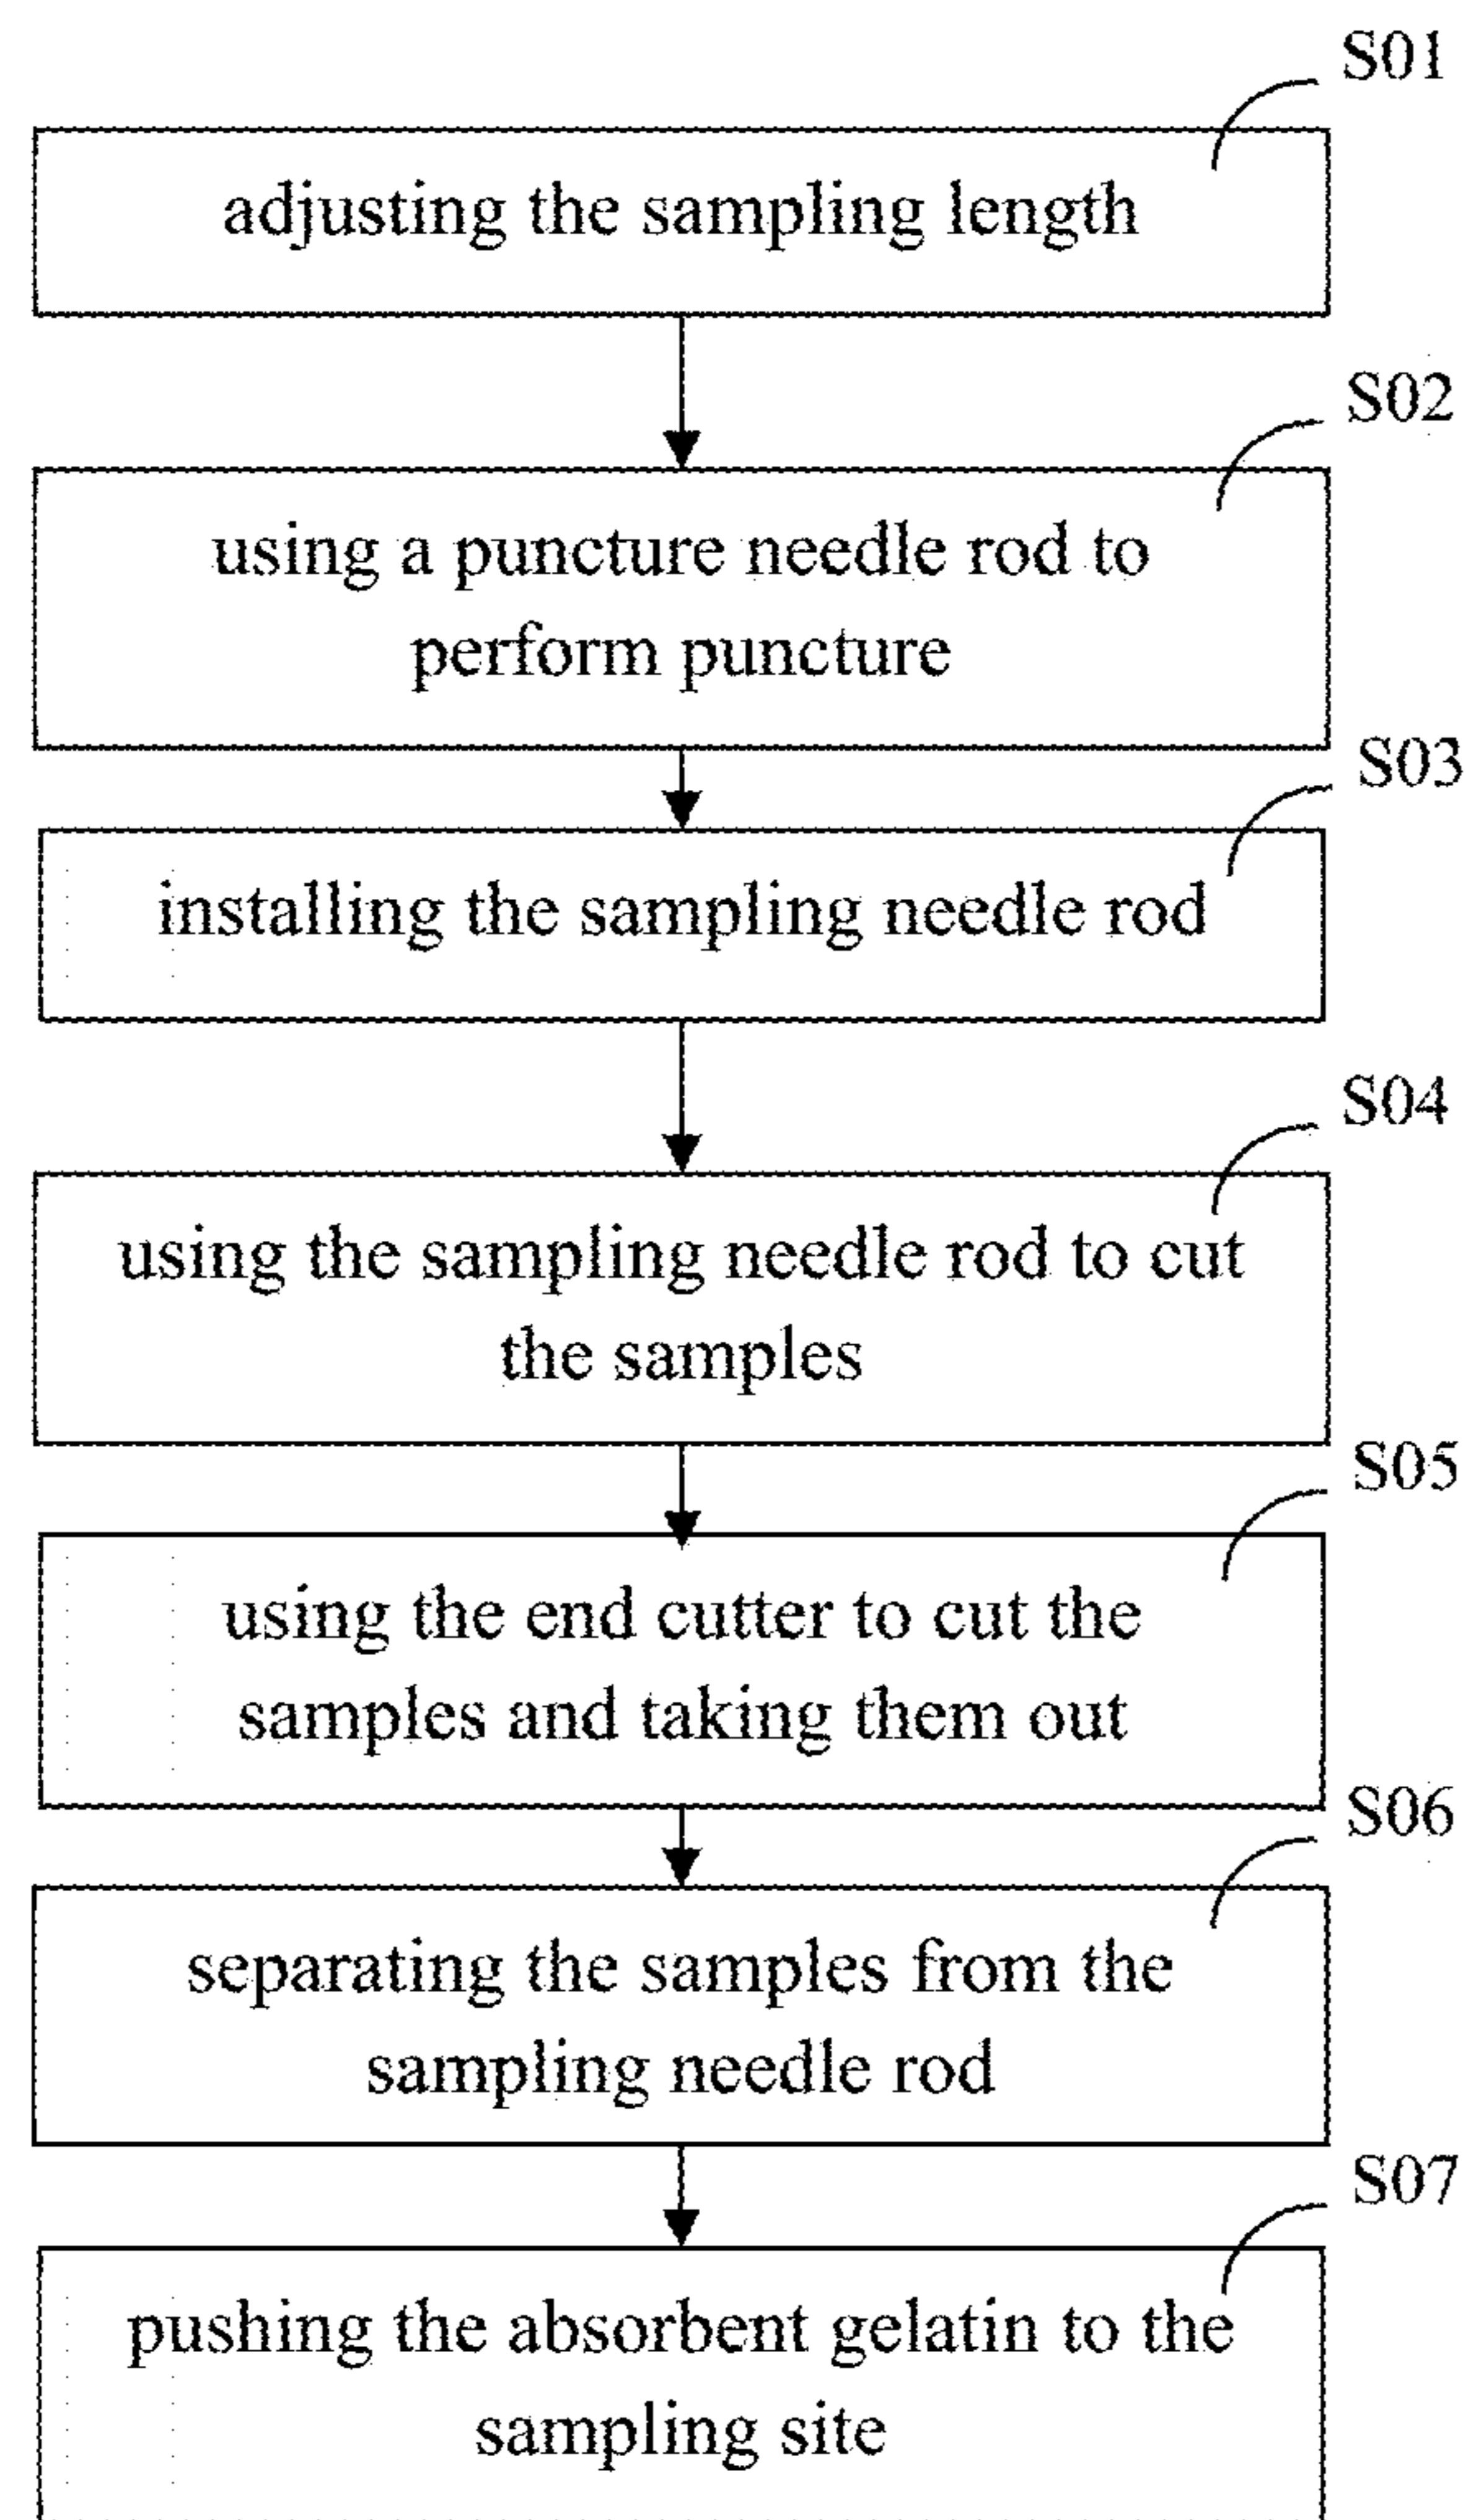 S01
adjusting the sampling length
S02
using a puncture needle rod to
perform puncture
S03
installing the sampling needle rod
S04
using the sampling needle rod to cut
the samples
S05
using the end cutter to cut the
samples and taking them out
S06
separating the samples from the
sampling needle rod
S07
pushing the absorbent gelatin to the
sampling site